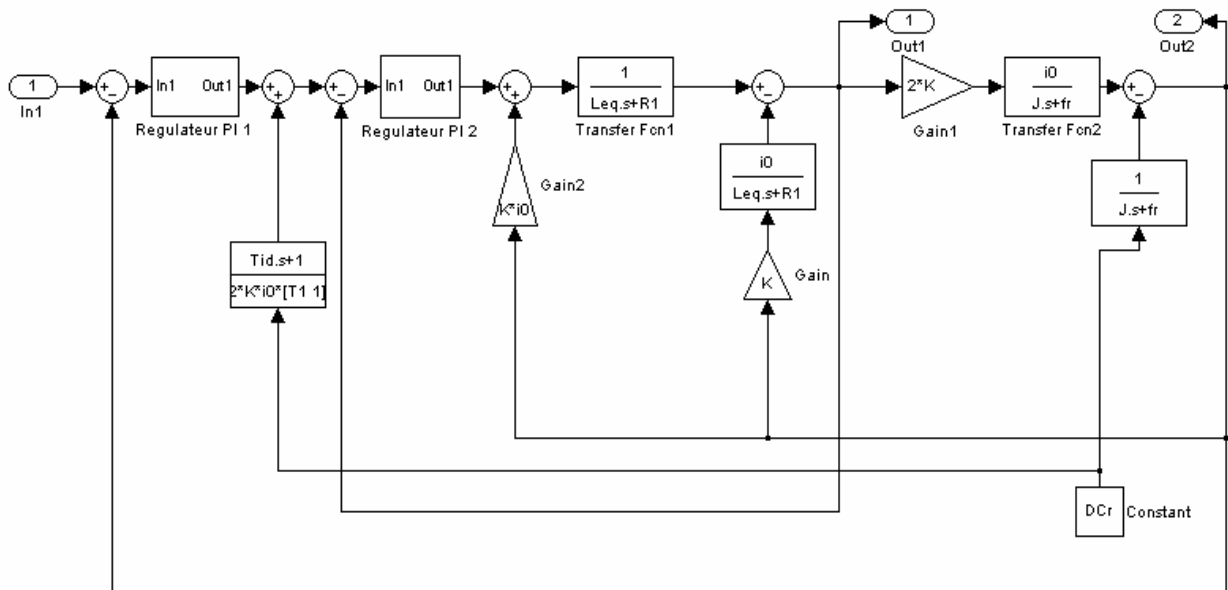 1
Out1
2
Out2
1
In1
In1 Out1
Regulateur PI 1
In1 Out1
Regulateur PI 2
1
Leq.s+R1
Transfer Fcn1
2*K
Gain1
i0
J.s+fr
Transfer Fcn2
K*i0
Gain2
i0
Leq.s+R1
1
J.s+fr
Tid.s+1
2*K*i0*[T1 1]
K
Gain
DCr
Constant